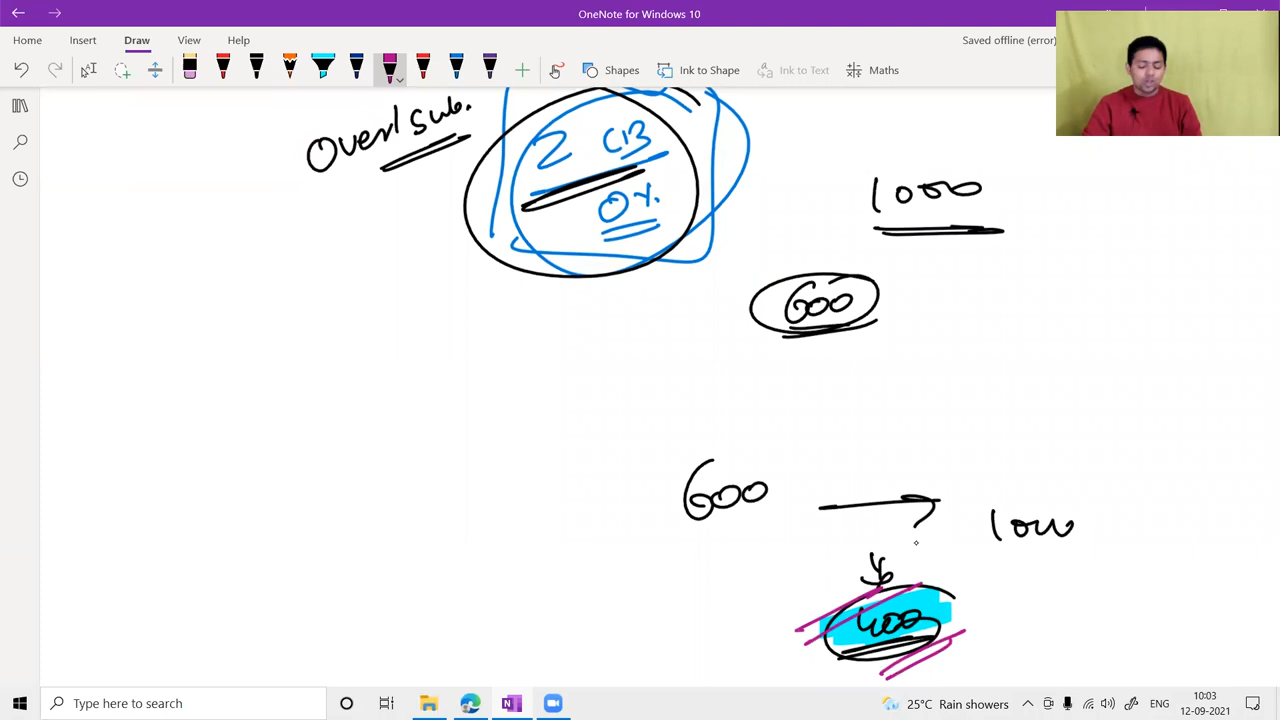 OneNote for Windows 10
Home Insert Draw View Help
Saved offline (error)
Shapes Ink to Shape Ink to Text Maths
Over/sub.
2 CB
0%.
1000
600
600
1000
400
Type here to search
25°C Rain showers
ENG
10:03
12-09-2021